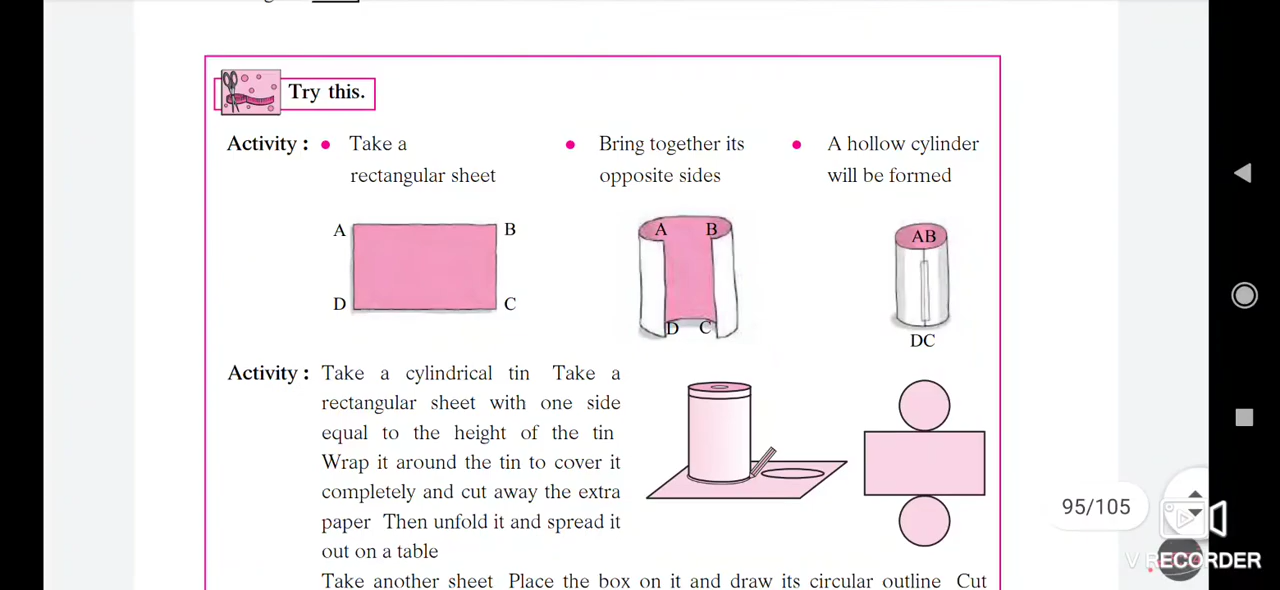 Try this.
Activity : • Take a
rectangular sheet
• Bring together its
opposite sides
• A hollow cylinder
will be formed
A
B
D
C
A
B
D
C
AB
DC
Activity : Take a cylindrical tin Take a
rectangular sheet with one side
equal to the height of the tin
Wrap it around the tin to cover it
completely and cut away the extra
paper Then unfold it and spread it
out on a table
Take another sheet Place the box on it and draw its circular outline Cut
95/105
V RECORDER